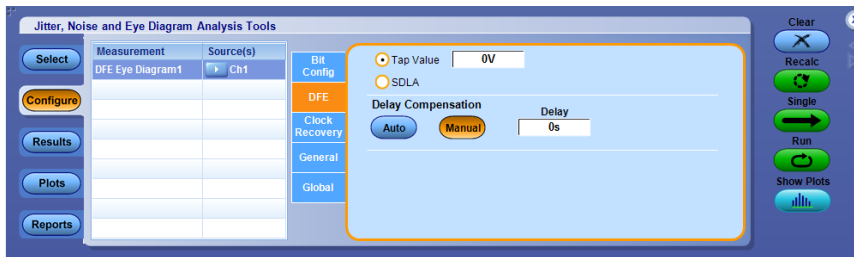 Jitter, Noise and Eye Diagram Analysis Tools
Clear
Select
Measurement Source(s)
DFE Eye Diagram1 Ch1
Bit
Config
Tap Value 0V
Recalc
SDLA
Configure
DFE
Delay Compensation
Delay
Single
Clock
Recovery
Auto Manual 0s
Results
Run
General
Plots
Global
Show Plots
Reports